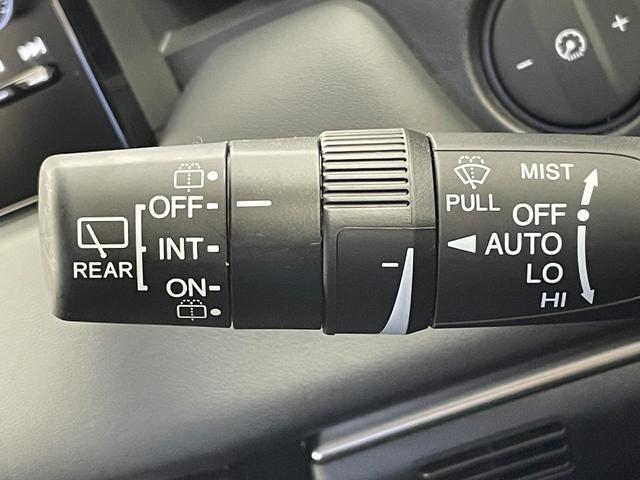 OFF
INT
ON
REAR
PULL
MIST
OFF
AUTO
LO
HI